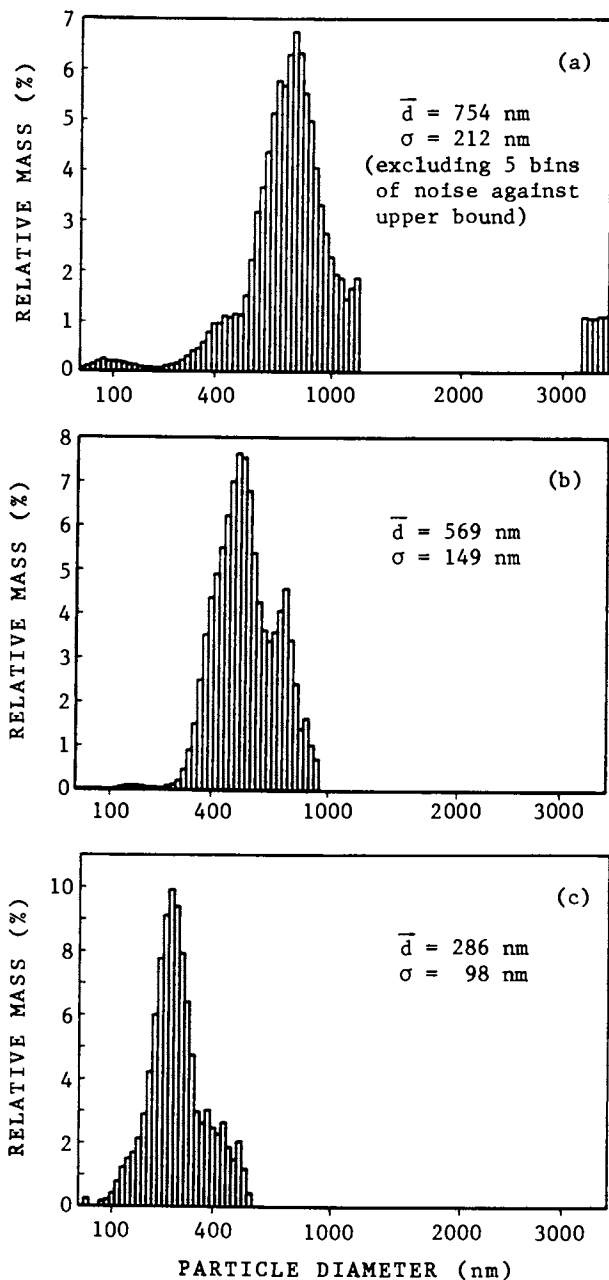 7
6
5
4
3
2
1
0
RELATIVE MASS (%)
(a)
d̅ = 754 nm
σ = 212 nm
(excluding 5 bins
of noise against
upper bound)
100 400 1000 2000 3000
8
7
6
5
4
3
2
1
0
RELATIVE MASS (%)
(b)
d̅ = 569 nm
σ = 149 nm
100 400 1000 2000 3000
10
8
6
4
2
0
RELATIVE MASS (%)
(c)
d̅ = 286 nm
σ = 98 nm
100 400 1000 2000 3000
PARTICLE DIAMETER (nm)